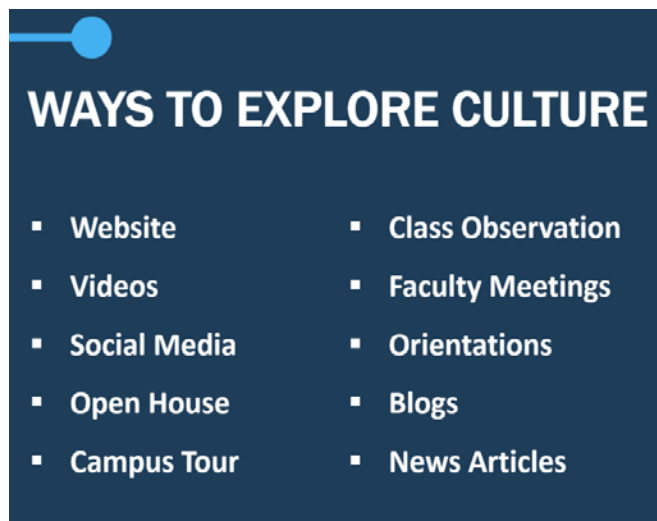 WAYS TO EXPLORE CULTURE
▪ Website
▪ Videos
▪ Social Media
▪ Open House
▪ Campus Tour
▪ Class Observation
▪ Faculty Meetings
▪ Orientations
▪ Blogs
▪ News Articles